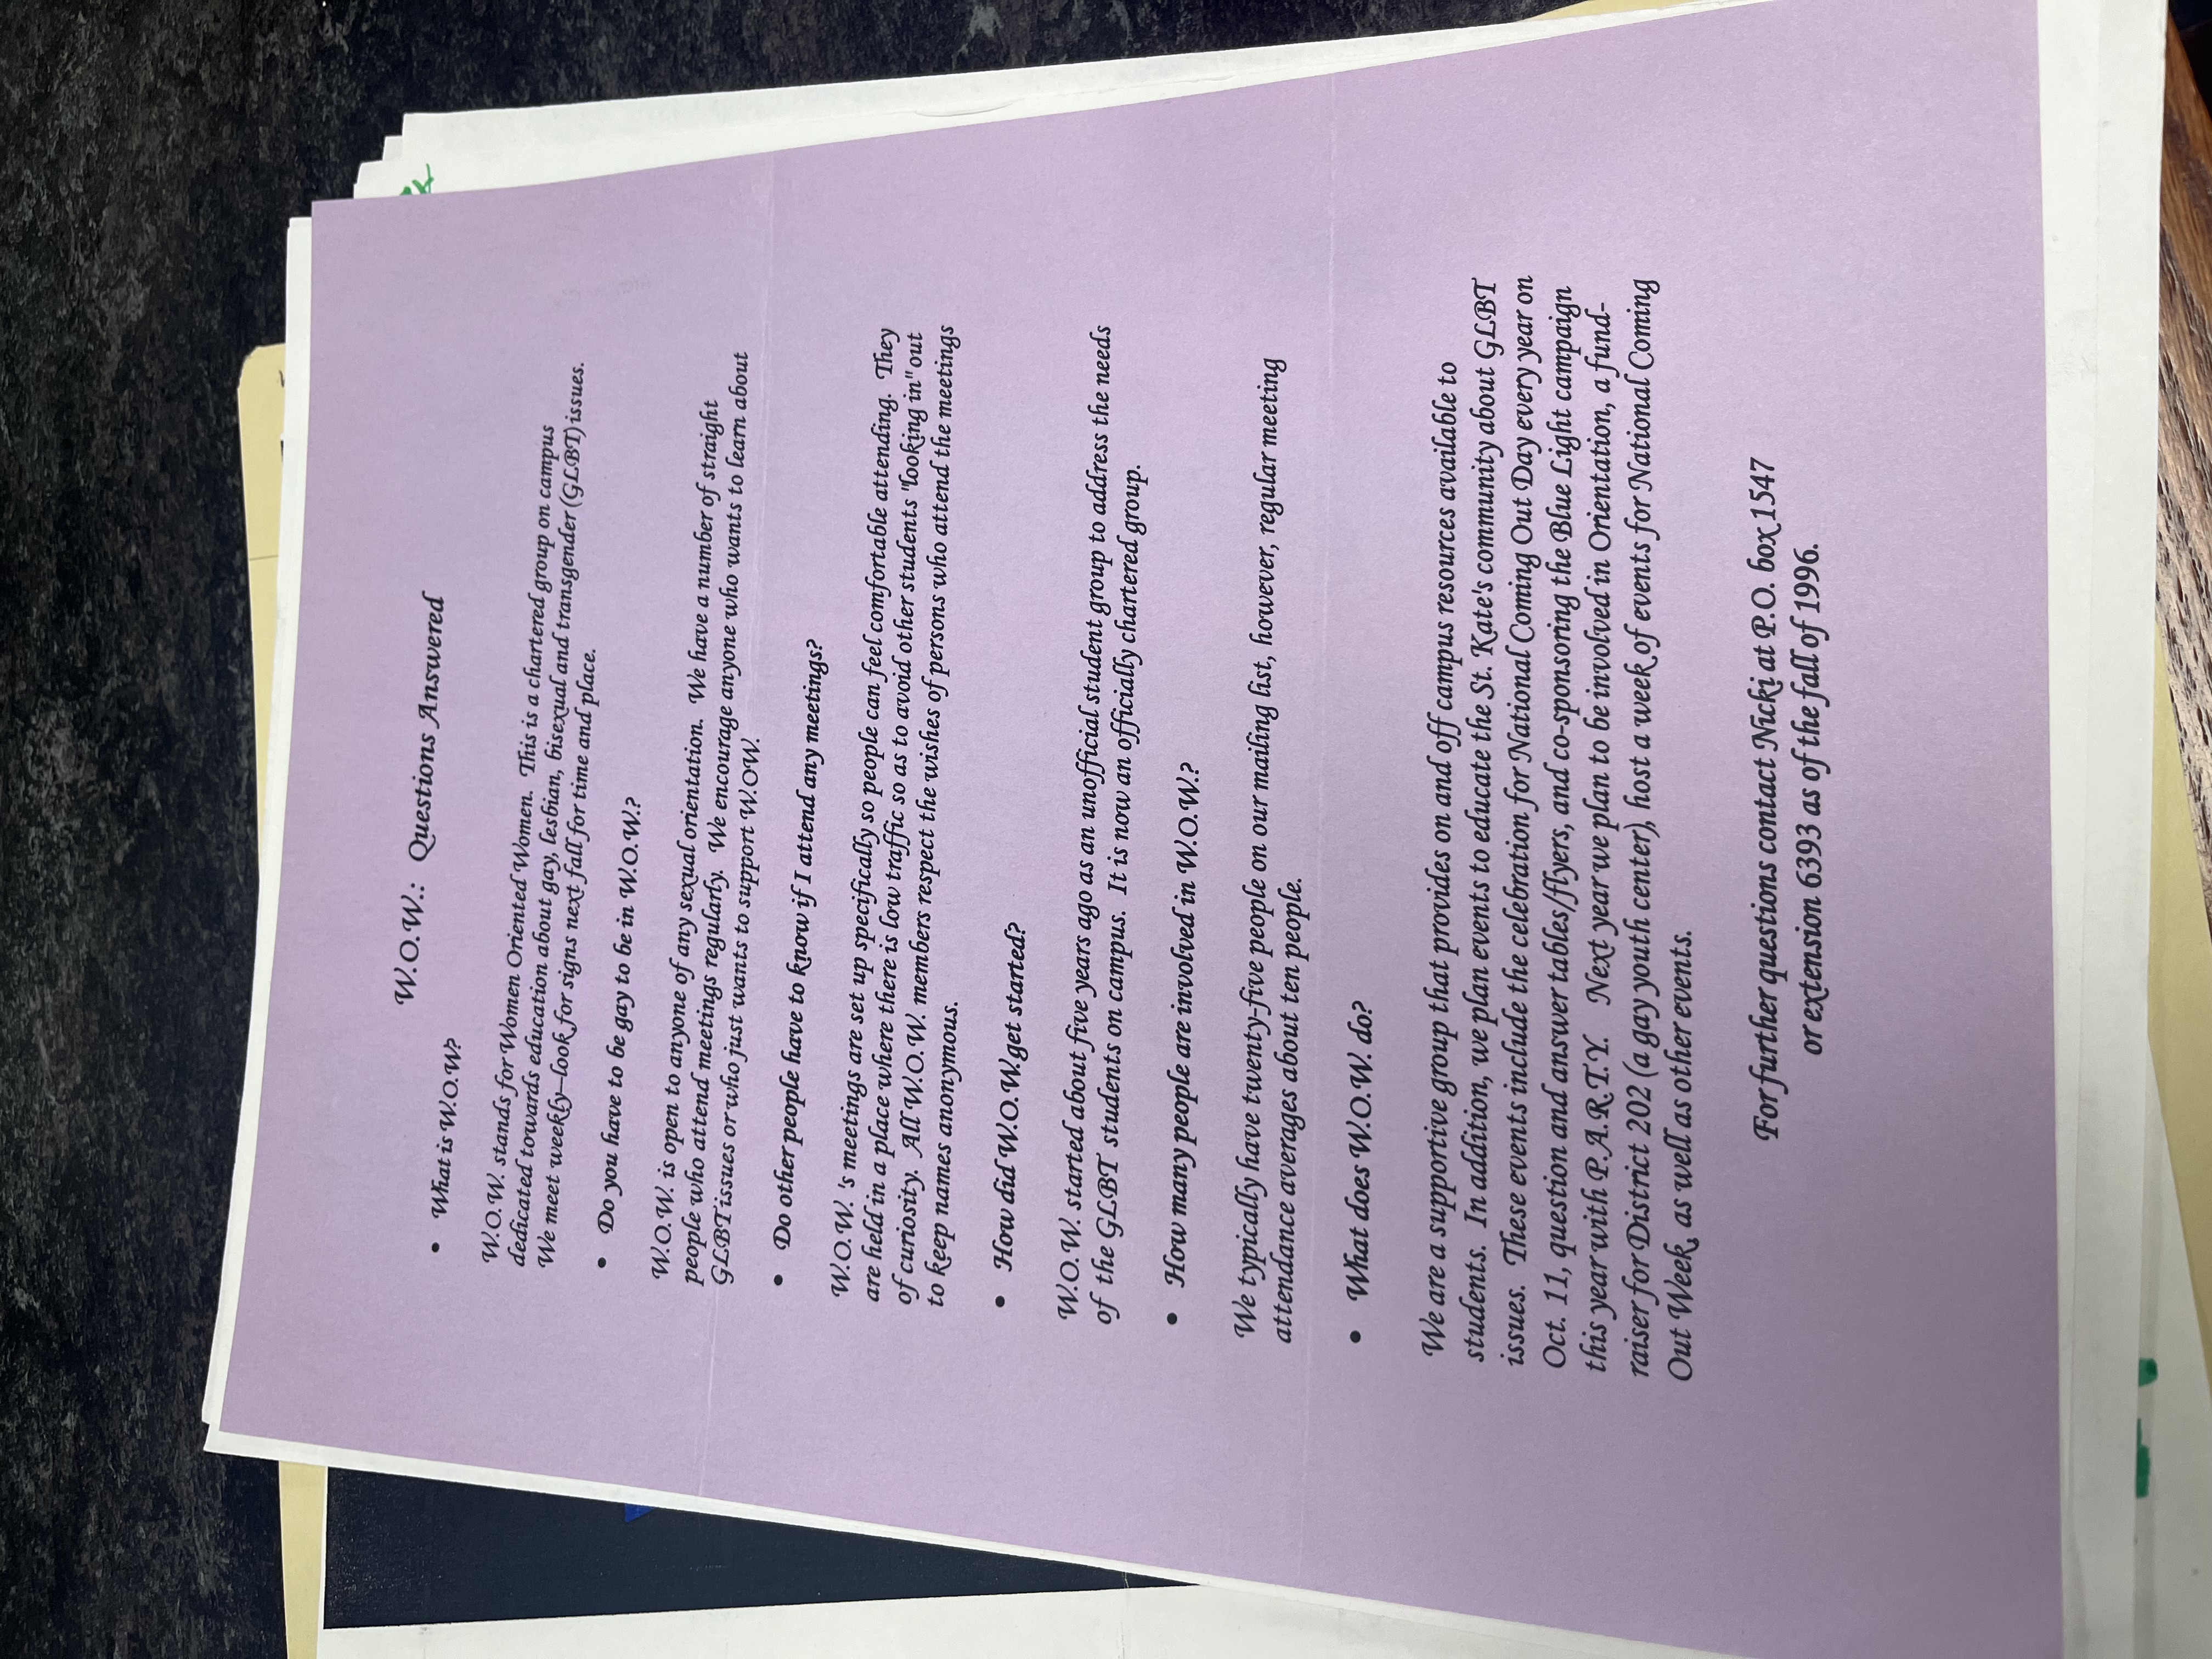 W.O.W.: Questions Answered
• What is W.O.W?
W.O.W. stands for Women Oriented Women. This is a chartered group on campus
dedicated towards education about gay, lesbian, bisexual and transgender (GLBT) issues.
We meet weekly--look for signs next fall for time and place.
• Do you have to be gay to be in W.O.W.?
W.O.W. is open to anyone of any sexual orientation. We have a number of straight
people who attend meetings regularly. We encourage anyone who wants to learn about
GLBT issues or who just wants to support W.OW.
• Do other people have to know if I attend any meetings?
W.O.W. 's meetings are set up specifically so people can feel comfortable attending. They
are held in a place where there is low traffic so as to avoid other students "looking in" out
of curiosity. All W.O.W. members respect the wishes of persons who attend the meetings
to keep names anonymous.
• How did W.O.W.get started?
W.O.W. started about five years ago as an unofficial student group to address the needs
of the GLBT students on campus. It is now an officially chartered group.
• How many people are involved in W.O.W.?
We typically have twenty-five people on our mailing list, however, regular meeting
attendance averages about ten people.
• What does W.O.W. do?
We are a supportive group that provides on and off campus resources available to
students. In addition, we plan events to educate the St. Kate's community about GLBT
issues. These events include the celebration for National Coming Out Day every year on
Oct. 11, question and answer tables/flyers, and co-sponsoring the Blue Light campaign
this year with P.A.R.T.Y. Next year we plan to be involved in Orientation, a fund-
raiser for District 202 (a gay youth center), host a week of events for National Coming
Out Week, as well as other events.
For further questions contact Nicki at P.O. box 1547
or extension 6393 as of the fall of 1996.